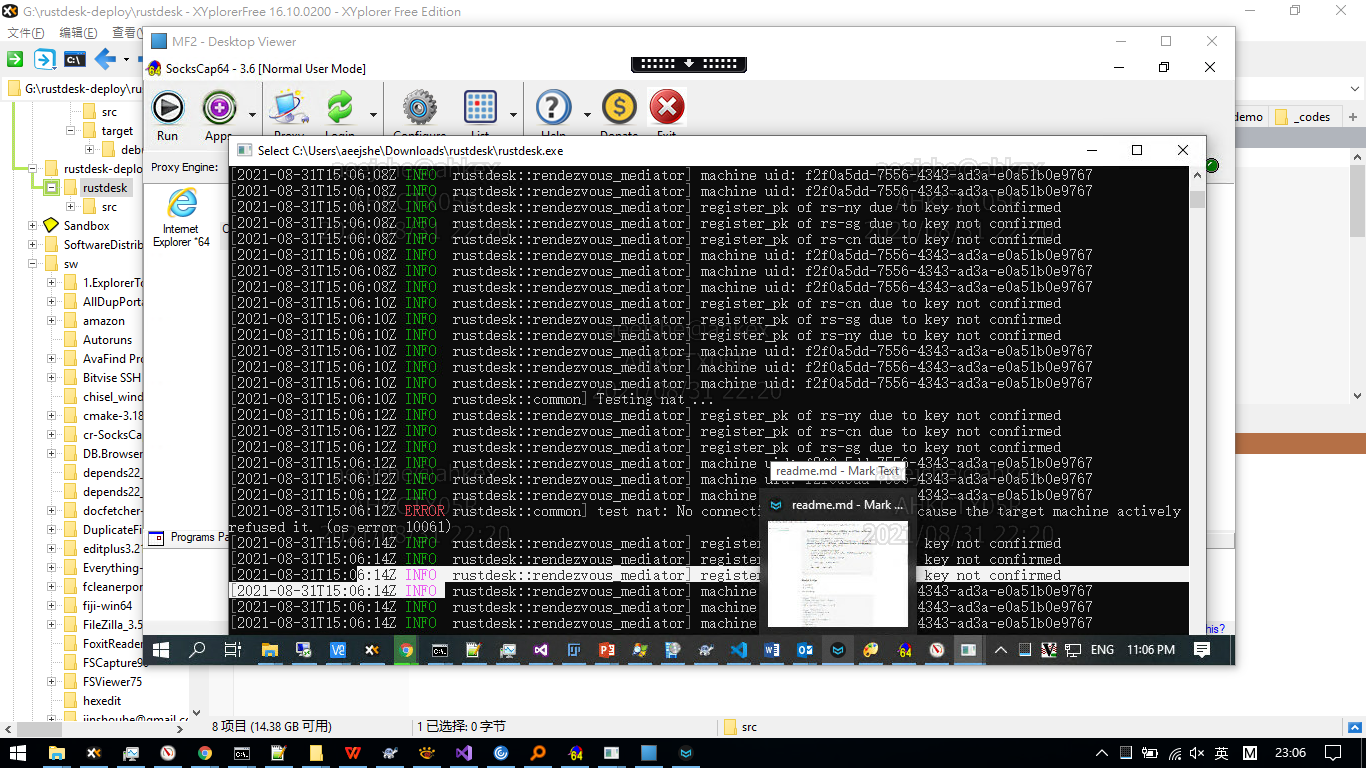 G:\rustdesk-deploy\rustdesk - XYplorerFree 16.10.0200 - XYplorer Free Edition
文件(F) 编辑(E) 查看(V
MF2 - Desktop Viewer
SocksCap64 - 3.6 [Normal User Mode]
G:\rustdesk-deploy\rus
Run
Apps
Proxy
Login
Configure
List
Help
Donate
Exit
demo
_codes
src
target
deb
rustdesk-deplo
rustdesk
src
Sandbox
SoftwareDistrib
sw
1.ExplorerTo
AllDupPorta
amazon
Autoruns
AvaFind Pro
Bitvise SSH
chisel_wind
cmake-3.18
cr-SocksCa
DB.Browser
depends22_
depends22_
docfetcher-
DuplicateFi
editplus3.2
Everything-
fcleanerpor
fiji-win64
FileZilla_3.5
FoxitReader
FSCapture90
FSViewer75
hexedit
jinshouhe@gmail.cc
Proxy Engine:
Internet
Explorer "64
Programs Pa
his?
Select C:\Users\aeejshe\Downloads\rustdesk\rustdesk.exe
[2021-08-31T15:06:08Z INFO rustdesk::rendezvous_mediator] machine uid: f2f0a5dd-7556-4343-ad3a-e0a51b0e9767
[2021-08-31T15:06:08Z INFO rustdesk::rendezvous_mediator] machine uid: f2f0a5dd-7556-4343-ad3a-e0a51b0e9767
[2021-08-31T15:06:08Z INFO rustdesk::rendezvous_mediator] register_pk of rs-ny due to key not confirmed
[2021-08-31T15:06:08Z INFO rustdesk::rendezvous_mediator] register_pk of rs-sg due to key not confirmed
[2021-08-31T15:06:08Z INFO rustdesk::rendezvous_mediator] register_pk of rs-cn due to key not confirmed
[2021-08-31T15:06:08Z INFO rustdesk::rendezvous_mediator] machine uid: f2f0a5dd-7556-4343-ad3a-e0a51b0e9767
[2021-08-31T15:06:08Z INFO rustdesk::rendezvous_mediator] machine uid: f2f0a5dd-7556-4343-ad3a-e0a51b0e9767
[2021-08-31T15:06:08Z INFO rustdesk::rendezvous_mediator] machine uid: f2f0a5dd-7556-4343-ad3a-e0a51b0e9767
[2021-08-31T15:06:10Z INFO rustdesk::rendezvous_mediator] register_pk of rs-cn due to key not confirmed
[2021-08-31T15:06:10Z INFO rustdesk::rendezvous_mediator] register_pk of rs-sg due to key not confirmed
[2021-08-31T15:06:10Z INFO rustdesk::rendezvous_mediator] register_pk of rs-ny due to key not confirmed
[2021-08-31T15:06:10Z INFO rustdesk::rendezvous_mediator] machine uid: f2f0a5dd-7556-4343-ad3a-e0a51b0e9767
[2021-08-31T15:06:10Z INFO rustdesk::rendezvous_mediator] machine uid: f2f0a5dd-7556-4343-ad3a-e0a51b0e9767
[2021-08-31T15:06:10Z INFO rustdesk::rendezvous_mediator] machine uid: f2f0a5dd-7556-4343-ad3a-e0a51b0e9767
[2021-08-31T15:06:10Z INFO rustdesk::common] Testing nat ...
[2021-08-31T15:06:12Z INFO rustdesk::rendezvous_mediator] register_pk of rs-ny due to key not confirmed
[2021-08-31T15:06:12Z INFO rustdesk::rendezvous_mediator] register_pk of rs-cn due to key not confirmed
[2021-08-31T15:06:12Z INFO rustdesk::rendezvous_mediator] register_pk of rs-sg due to key not confirmed
[2021-08-31T15:06:12Z INFO rustdesk::rendezvous_mediator] machine uid: f2f0a5dd-7556-4343-ad3a-e0a51b0e9767
[2021-08-31T15:06:12Z INFO rustdesk::rendezvous_mediator] machine 4343-ad3a-e0a51b0e9767
[2021-08-31T15:06:12Z INFO rustdesk::rendezvous_mediator] machine 4343-ad3a-e0a51b0e9767
[2021-08-31T15:06:12Z ERROR rustdesk::common] test nat: No connecti cause the target machine actively
refused it. (os error 10061)
[2021-08-31T15:06:14Z INFO rustdesk::rendezvous_mediator] register key not confirmed
[2021-08-31T15:06:14Z INFO rustdesk::rendezvous_mediator] register key not confirmed
[2021-08-31T15:06:14Z INFO rustdesk::rendezvous_mediator] register key not confirmed
[2021-08-31T15:06:14Z INFO rustdesk::rendezvous_mediator] machine 4343-ad3a-e0a51b0e9767
[2021-08-31T15:06:14Z INFO rustdesk::rendezvous_mediator] machine 4343-ad3a-e0a51b0e9767
[2021-08-31T15:06:14Z INFO rustdesk::rendezvous_mediator] machine 4343-ad3a-e0a51b0e9767
readme.md - Mark Text
readme.md - Mark ...
2021/08/31 22:20
ENG 11:06 PM
8 项目 (14.38 GB 可用) 1 已选择: 0 字节 src
英 M 23:06